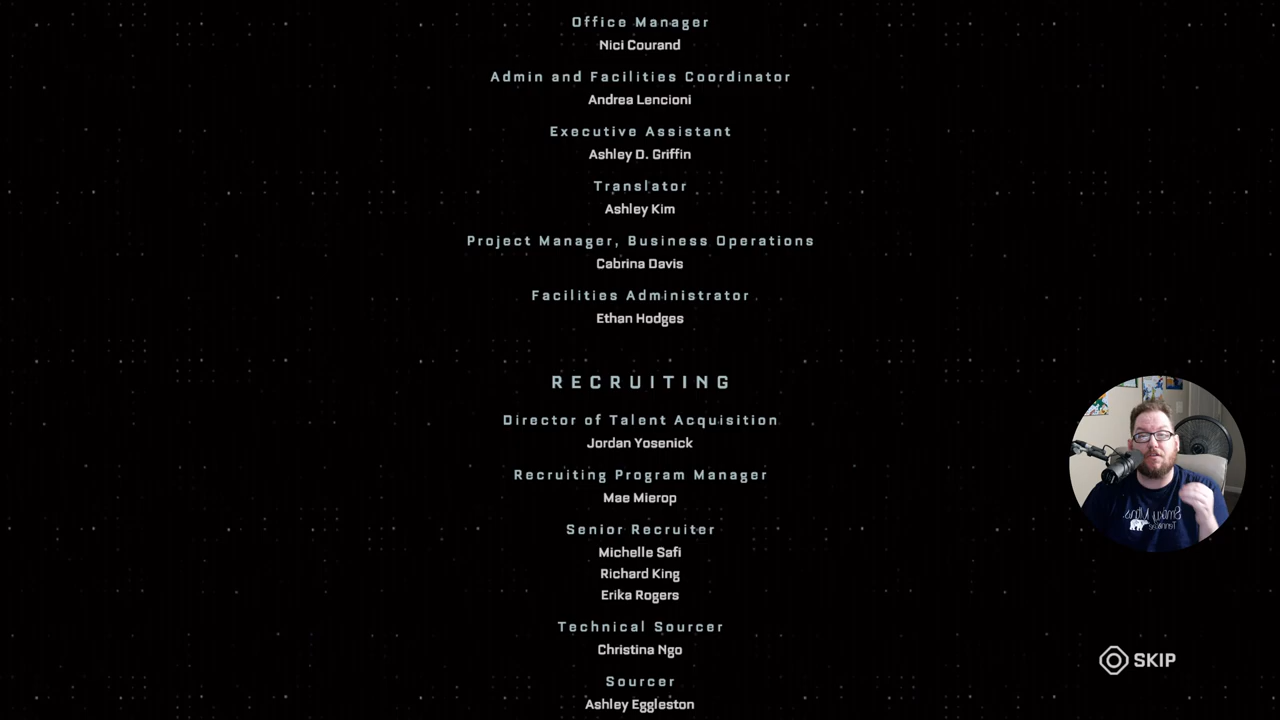 Office Manager
Nici Courand
Admin and Facilities Coordinator
Andrea Lencioni
Executive Assistant
Ashley D. Griffin
Translator
Ashley Kim
Project Manager, Business Operations
Cabrina Davis
Facilities Administrator
Ethan Hodges
RECRUITING
Director of Talent Acquisition
Jordan Yosenick
Recruiting Program Manager
Mae Mierop
Senior Recruiter
Michelle Safi
Richard King
Erika Rogers
Technical Sourcer
Christina Ngo
Sourcer
Ashley Eggleston
SKIP